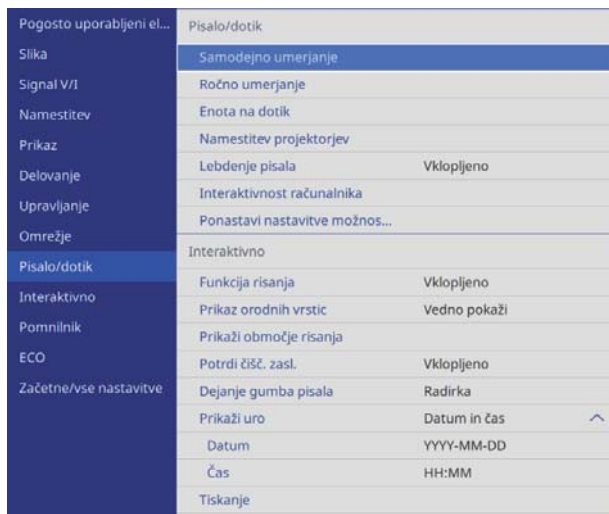 Pogosto uporabljeni el...
Slika
Signal V/I
Namestitev
Prikaz
Delovanje
Upravljanje
Omrežje
Pisalo/dotik
Interaktivno
Pomnilnik
ECO
Začetne/vse nastavitve
Pisalo/dotik
Samodejno umerjanje
Ročno umerjanje
Enota na dotik
Namestitev projektorjev
Lebdenje pisala Vklopljeno
Interaktivnost računalnika
Ponastavi nastavitve možnos...
Interaktivno
Funkcija risanja Vklopljeno
Prikaz orodnih vrstic Vedno pokaži
Prikaži območje risanja
Potrdi čišč. zasl. Vklopljeno
Dejanje gumba pisala Radirka
Prikaži uro Datum in čas
Datum YYYY-MM-DD
Čas HH:MM
Tiskanje